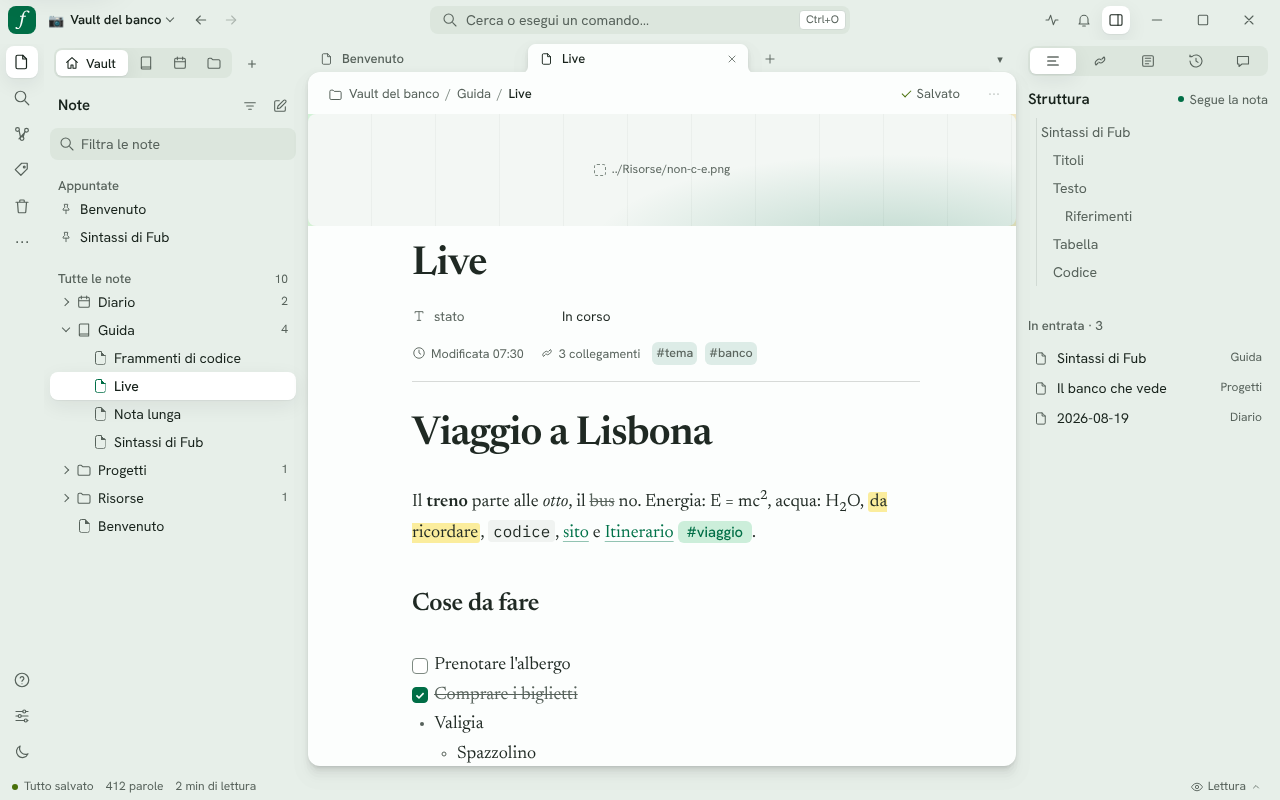 f
Vault del banco
Cerca o esegui un comando…
Ctrl+O
Vault
Note
Filtra le note
Appuntate
Benvenuto
Sintassi di Fub
Tutte le note 10
Diario 2
Guida 4
Frammenti di codice
Live
Nota lunga
Sintassi di Fub
Progetti 1
Risorse 1
Benvenuto
Benvenuto
Live
Vault del banco / Guida / Live
Salvato
../Risorse/non-c-e.png
Live
stato In corso
Modificata 07:30 3 collegamenti #tema #banco
Viaggio a Lisbona
Il treno parte alle otto, il bus no. Energia: E = mc², acqua: H₂O, da
ricordare, codice, sito e Itinerario #viaggio.
Cose da fare
Prenotare l'albergo
Comprare i biglietti
• Valigia
◦ Spazzolino
Struttura
Segue la nota
Sintassi di Fub
Titoli
Testo
Riferimenti
Tabella
Codice
In entrata · 3
Sintassi di Fub Guida
Il banco che vede Progetti
2026-08-19 Diario
Tutto salvato 412 parole 2 min di lettura
Lettura